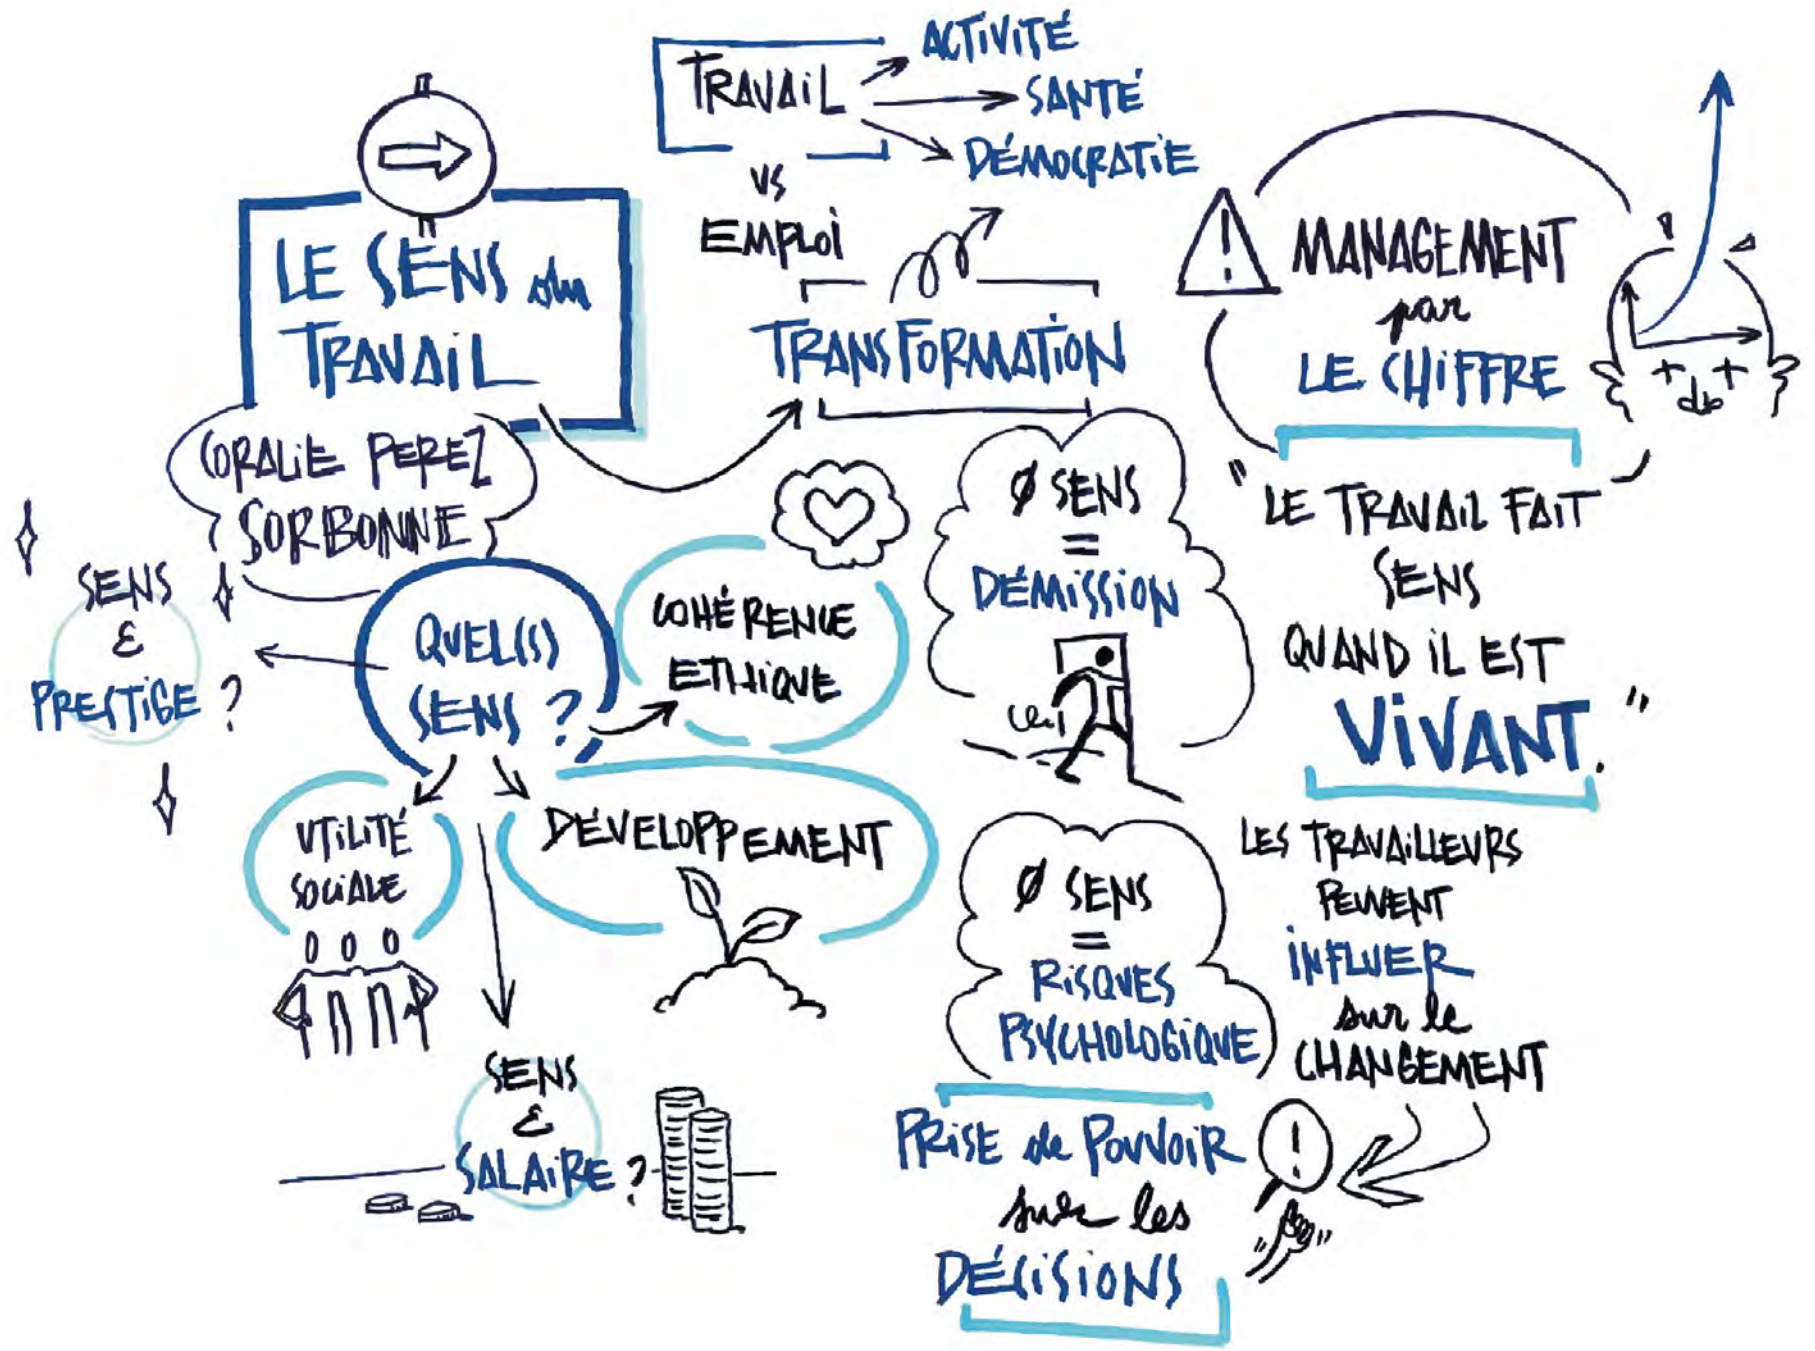 LE SENS du
TRAVAIL
CORALIE PEREZ
SORBONNE
TRAVAIL
ACTIVITÉ
SANTÉ
DÉMOCRATIE
VS
EMPLOI
TRANSFORMATION
QUEL(S)
SENS ?
SENS
&
PRESTIGE ?
COHÉRENCE
ETHIQUE
UTILITÉ
SOCIALE
DÉVELOPPEMENT
SENS
&
SALAIRE ?
Ø SENS
=
DÉMISSION
Ø SENS
=
RISQUES
PSYCHOLOGIQUE
PRISE de POUVOIR
sur les
DÉCISIONS
!
!
MANAGEMENT
par
LE CHIFFRE
"LE TRAVAIL FAIT
SENS
QUAND IL EST
VIVANT."
LES TRAVAILLEURS
PEUVENT
INFLUER
sur le
CHANGEMENT